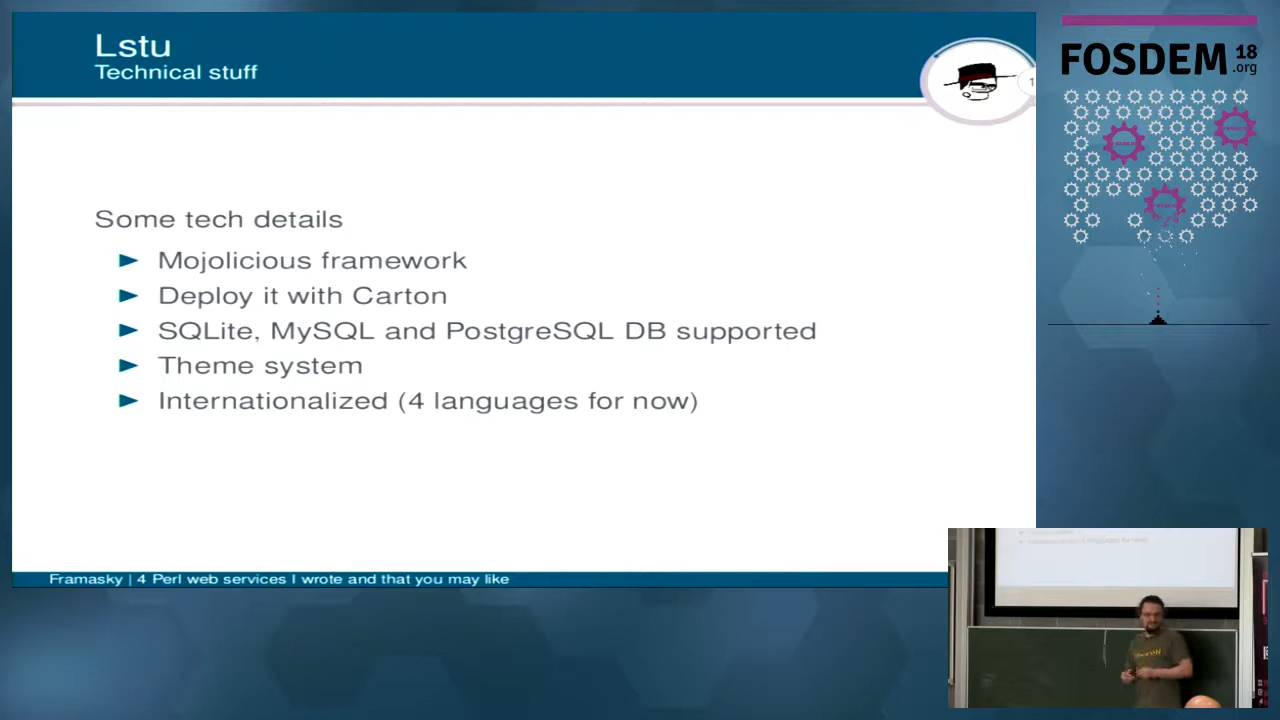 Lstu
Technical stuff
1
FOSDEM 18
.org
Some tech details
Mojolicious framework
Deploy it with Carton
SQLite, MySQL and PostgreSQL DB supported
Theme system
Internationalized (4 languages for now)
Framasky | 4 Perl web services I wrote and that you may like